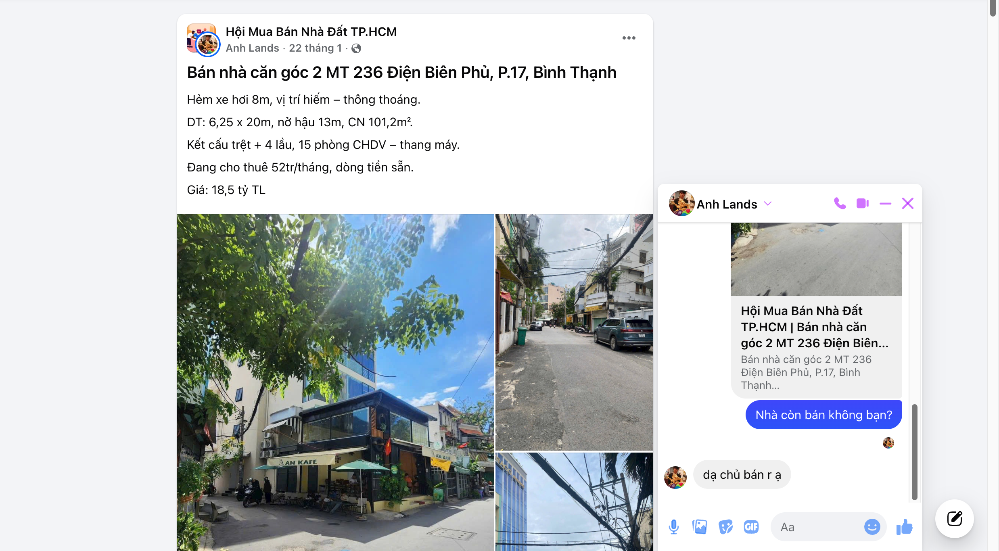 Hội Mua Bán Nhà Đất TP.HCM
Anh Lands · 22 tháng 1 ·
Bán nhà căn góc 2 MT 236 Điện Biên Phủ, P.17, Bình Thạnh
Hẻm xe hơi 8m, vị trí hiếm – thông thoáng.
DT: 6,25 x 20m, nở hậu 13m, CN 101,2m².
Kết cấu trệt + 4 lầu, 15 phòng CHDV – thang máy.
Đang cho thuê 52tr/tháng, dòng tiền sẵn.
Giá: 18,5 tỷ TL
AN KAFÉ
AN KAFÉ
Anh Lands
Hội Mua Bán Nhà Đất
TP.HCM | Bán nhà căn
góc 2 MT 236 Điện Biên...
Bán nhà căn góc 2 MT 236
Điện Biên Phủ, P.17, Bình
Thạnh...
Nhà còn bán không bạn?
dạ chủ bán r ạ
GIF
Aa